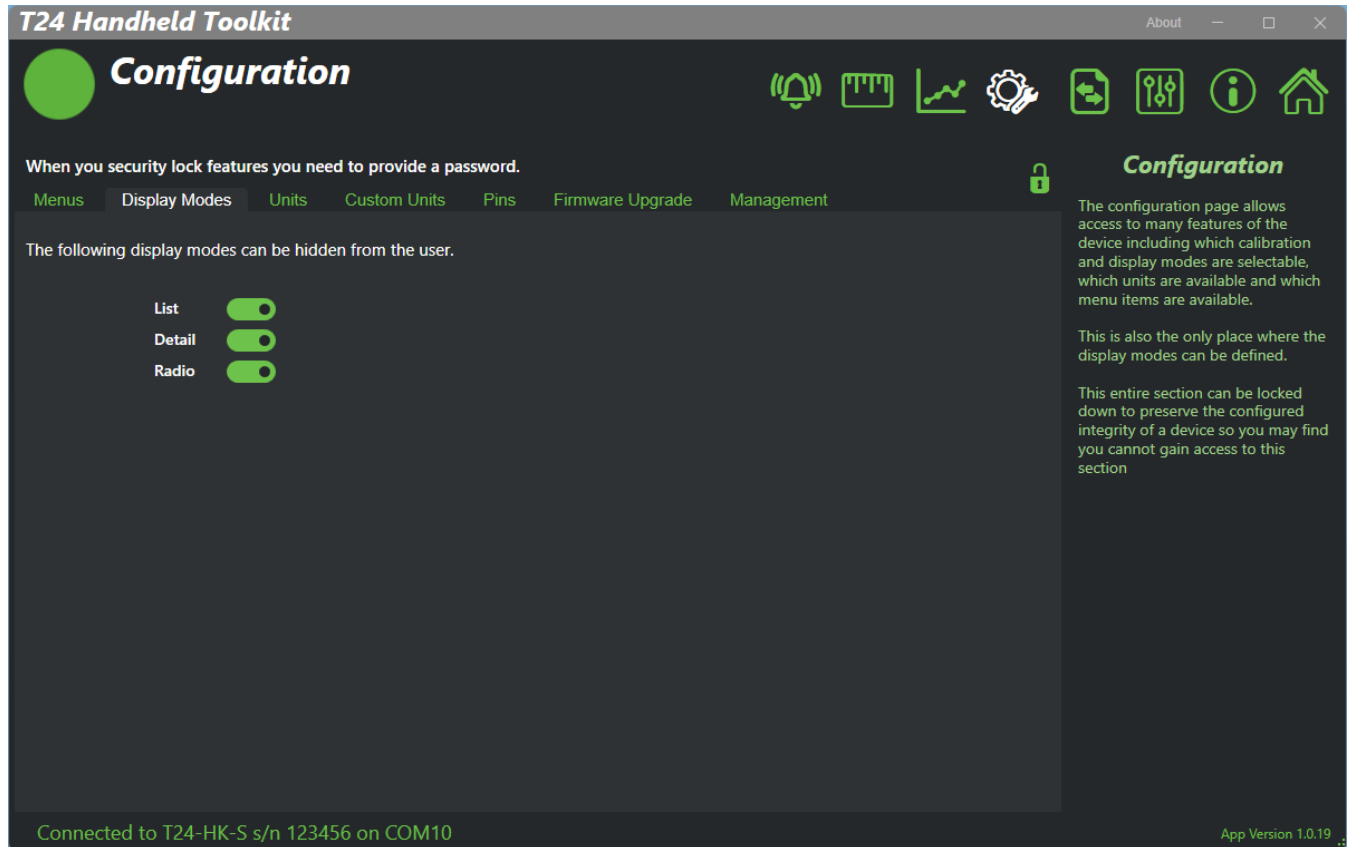 T24 Handheld Toolkit
About
Configuration
When you security lock features you need to provide a password.
Menus Display Modes Units Custom Units Pins Firmware Upgrade Management
The following display modes can be hidden from the user.
List
Detail
Radio
Configuration
The configuration page allows
access to many features of the
device including which calibration
and display modes are selectable,
which units are available and which
menu items are available.
This is also the only place where the
display modes can be defined.
This entire section can be locked
down to preserve the configured
integrity of a device so you may find
you cannot gain access to this
section
Connected to T24-HK-S s/n 123456 on COM10
App Version 1.0.19